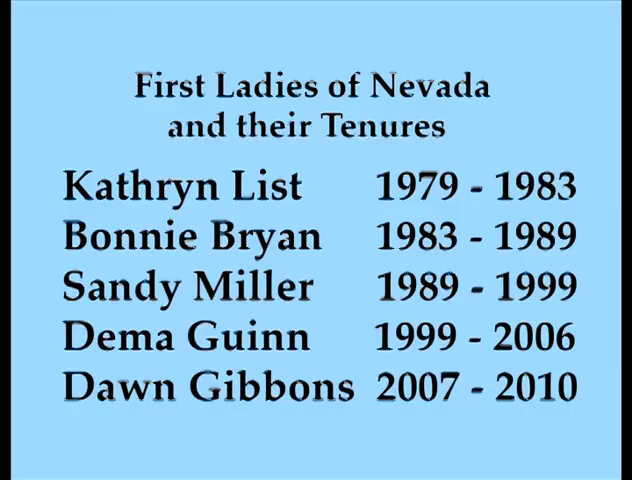 First Ladies of Nevada
and their Tenures
Kathryn List 1979 - 1983
Bonnie Bryan 1983 - 1989
Sandy Miller 1989 - 1999
Dema Guinn 1999 - 2006
Dawn Gibbons 2007 - 2010